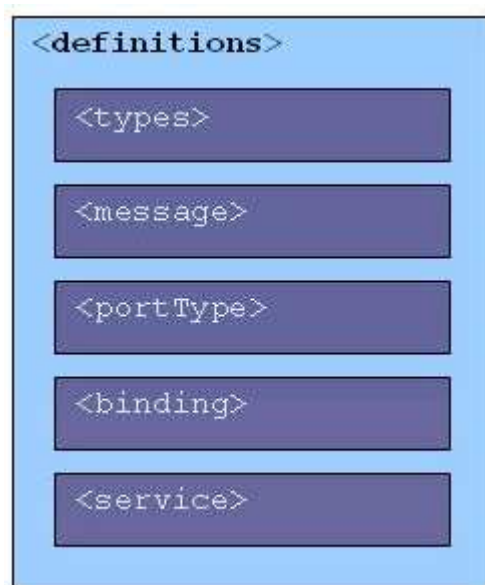 <definitions>
<types>
<message>
<portType>
<binding>
<service>